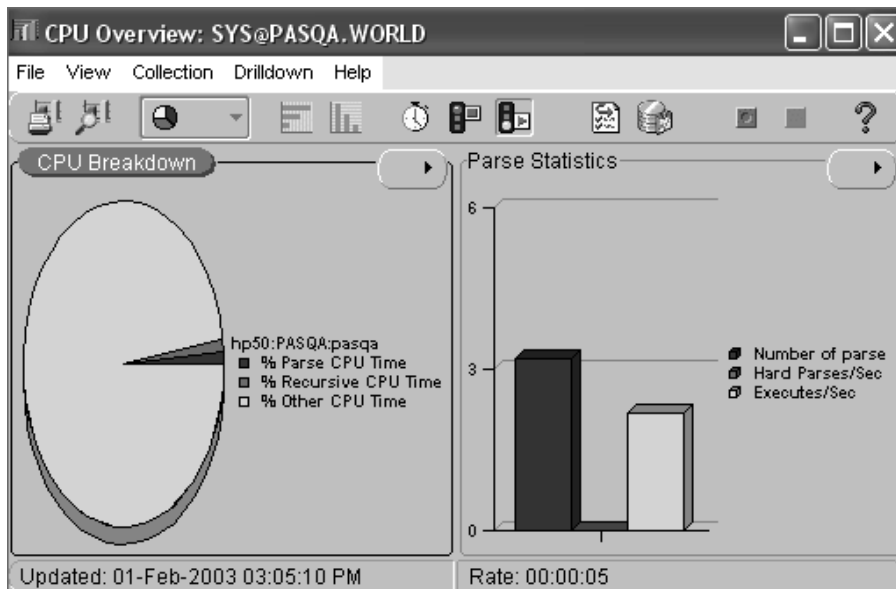 CPU Overview: SYS@PASQA.WORLD
File View Collection Drilldown Help
CPU Breakdown
hp50:PASQA:pasqa
% Parse CPU Time
% Recursive CPU Time
% Other CPU Time
Parse Statistics
6
3
0
Number of parse
Hard Parses/Sec
Executes/Sec
Updated: 01-Feb-2003 03:05:10 PM
Rate: 00:00:05